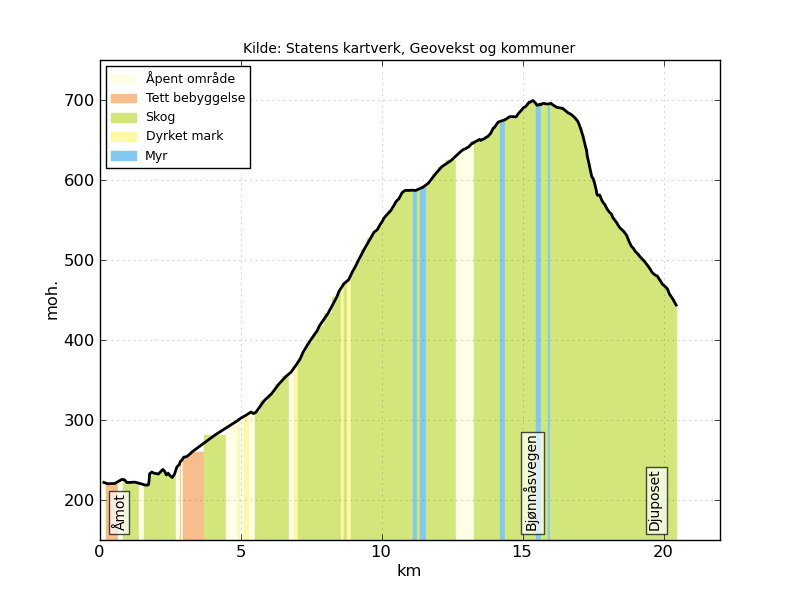 Kilde: Statens kartverk, Geovekst og kommuner
Åpent område
Tett bebyggelse
Skog
Dyrket mark
Myr
moh.
700
600
500
400
300
200
Åmot
Bjønnåsvegen
Djuposet
0
5
10
15
20
km